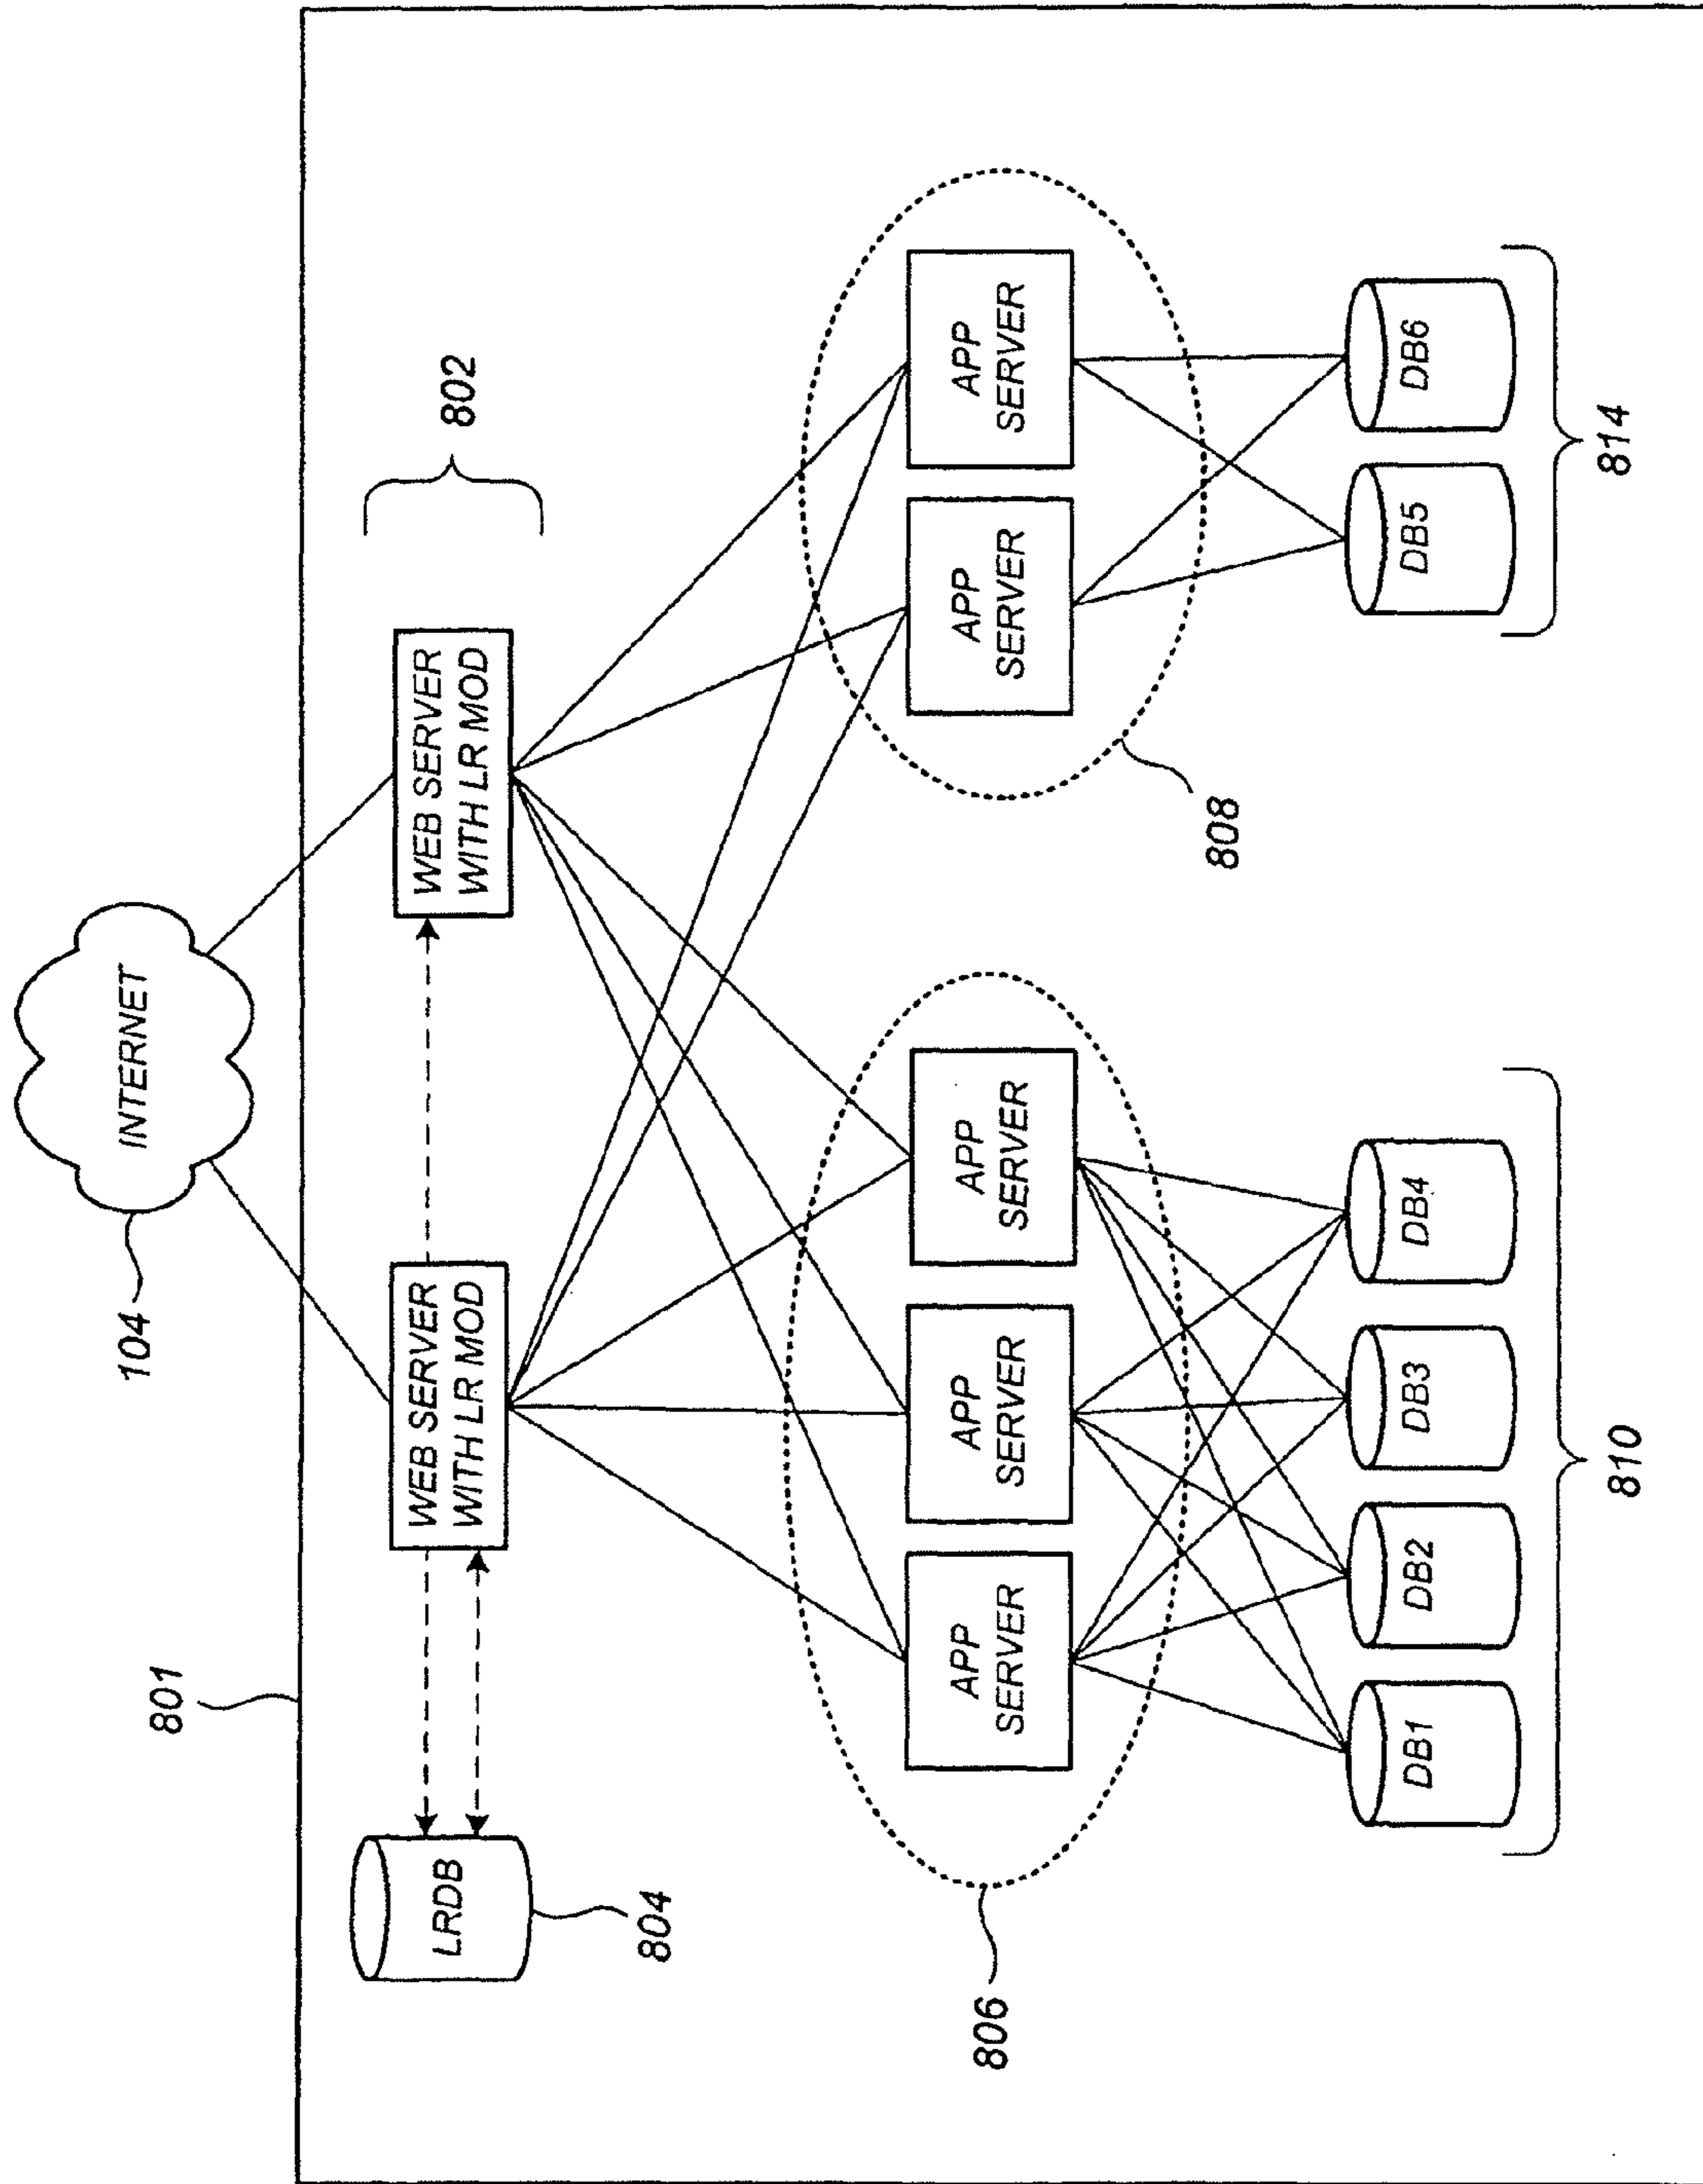 INTERNET
104
801
802
WEB SERVER
WITH LR MOD
WEB SERVER
WITH LR MOD
LRDB
804
806
APP
SERVER
APP
SERVER
APP
SERVER
APP
SERVER
APP
SERVER
808
DB1
DB2
DB3
DB4
DB5
DB6
810
814